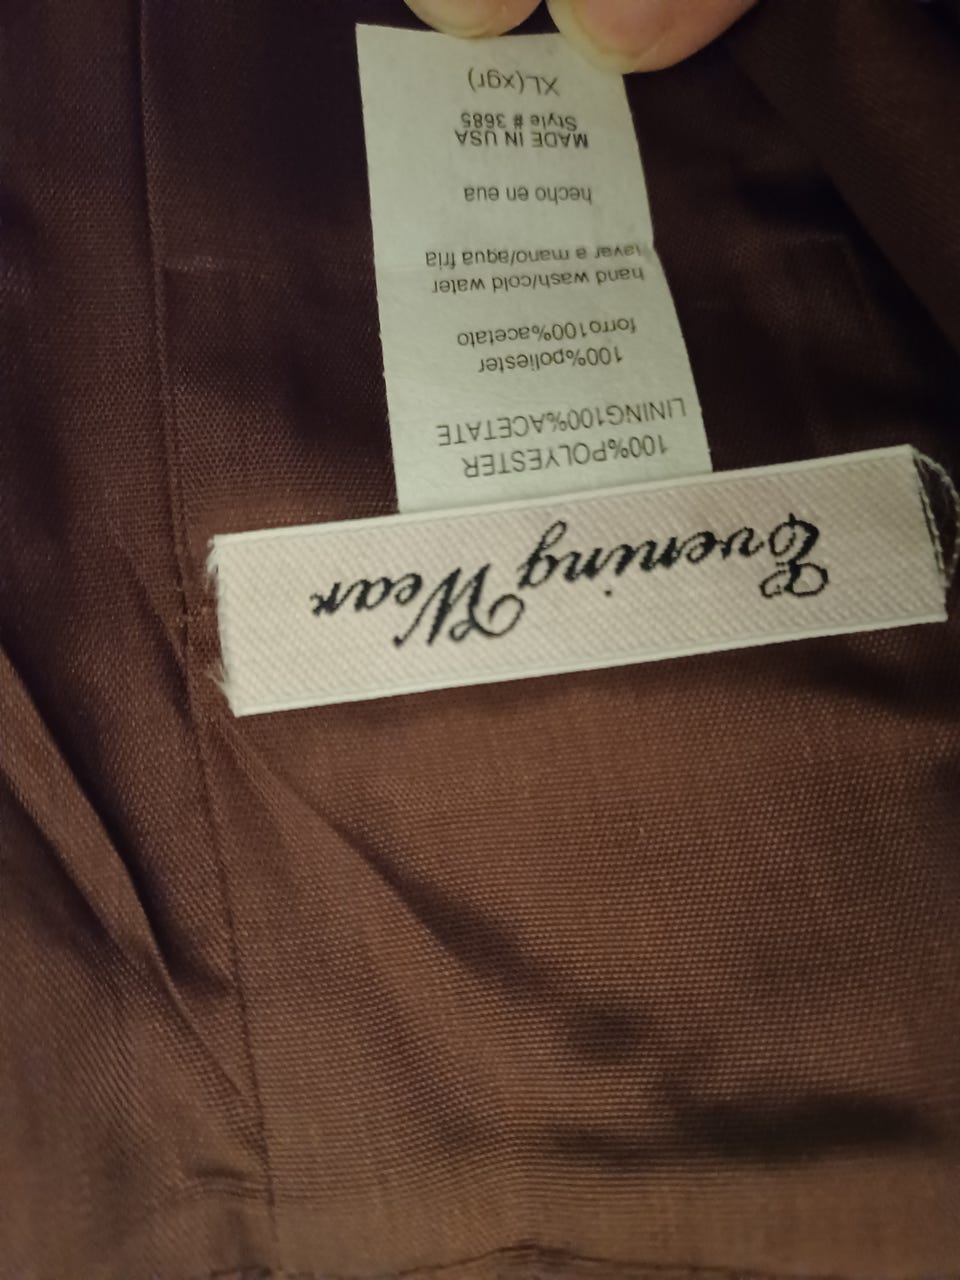 Evening Wear
100%POLYESTER
LINING100%ACETATE
100%poliester
forro100%acetato
hand wash/cold water
lavar a mano/aqua fria
hecho en eua
MADE IN USA
Style # 3685
XL(xgr)